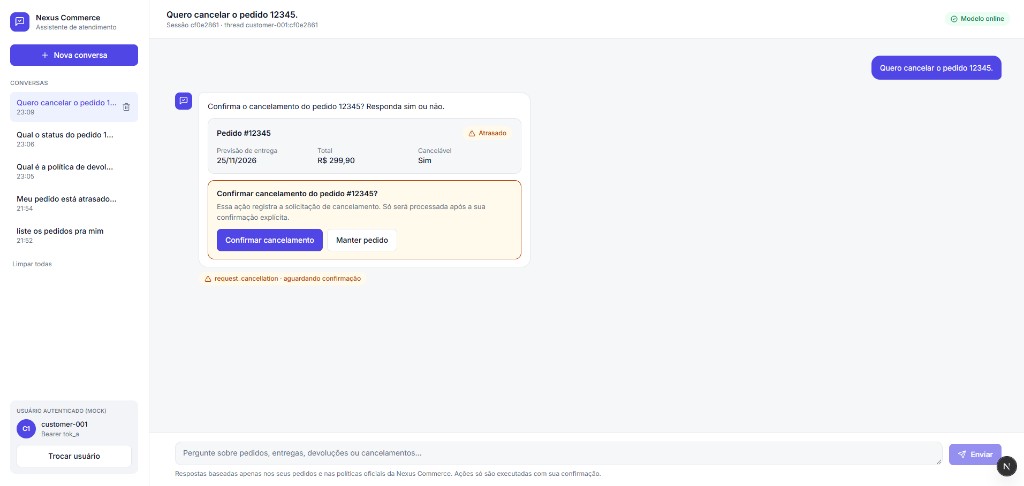 Nexus Commerce
Assistente de atendimento
+ Nova conversa
CONVERSAS
Quero cancelar o pedido 1...
23:09
Qual o status do pedido 1...
23:06
Qual é a política de devol...
23:05
Meu pedido está atrasado...
21:54
liste os pedidos pra mim
21:52
Limpar todas
USUÁRIO AUTENTICADO (MOCK)
C1
customer-001
Bearer tok_a
Trocar usuário
Quero cancelar o pedido 12345.
Sessão cf0e2861 · thread customer-001:cf0e2861
Modelo online
Quero cancelar o pedido 12345.
Confirma o cancelamento do pedido 12345? Responda sim ou não.
Pedido #12345
Atrasado
Previsão de entrega Total Cancelável
25/11/2026 R$ 299,90 Sim
Confirmar cancelamento do pedido #12345?
Essa ação registra a solicitação de cancelamento. Só será processada após a sua
confirmação explícita.
Confirmar cancelamento Manter pedido
request_cancellation · aguardando confirmação
Pergunte sobre pedidos, entregas, devoluções ou cancelamentos...
Enviar
N
Respostas baseadas apenas nos seus pedidos e nas políticas oficiais da Nexus Commerce. Ações só são executadas com sua confirmação.